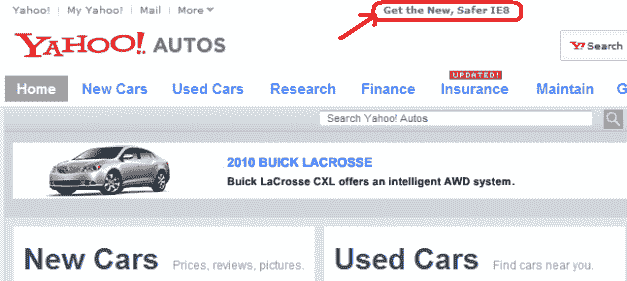 Yahoo! My Yahoo! Mail More Get the New, Safer IE8
YAHOO! AUTOS
Y! Search
UPDATED!
Home New Cars Used Cars Research Finance Insurance Maintain G
Search Yahoo! Autos
2010 BUICK LACROSSE
Buick LaCrosse CXL offers an intelligent AWD system.
New Cars Prices, reviews, pictures.
Used Cars Find cars near you.